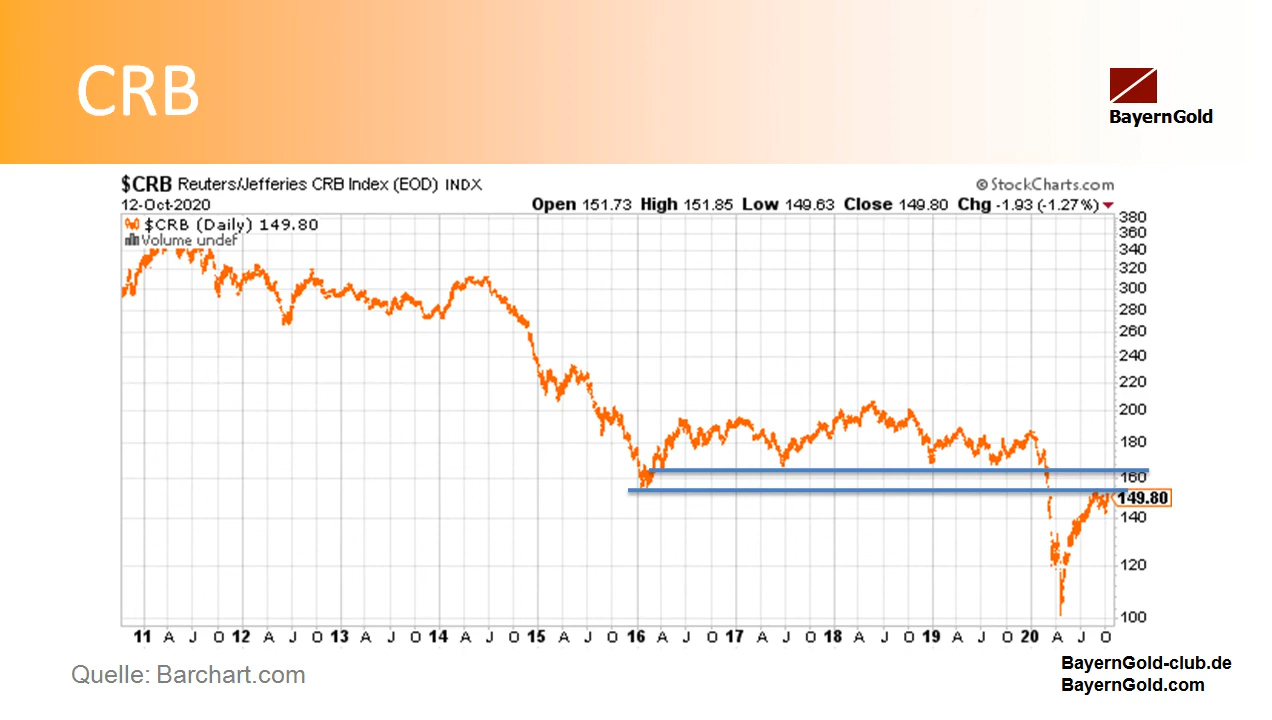 CRB
BayernGold
$CRB Reuters/Jefferies CRB Index (EOD) INDX
© StockCharts.com
12-Oct-2020
Open 151.73 High 151.85 Low 149.63 Close 149.80 Chg -1.93 (-1.27%)
$CRB (Daily) 149.80
Volume undef
380
360
340
320
300
280
260
240
220
200
180
160
149.80
140
120
100
11 A J O 12 A J O 13 A J O 14 A J O 15 A J O 16 A J O 17 A J O 18 A J O 19 A J O 20 A J O
Quelle: Barchart.com
BayernGold-club.de
BayernGold.com